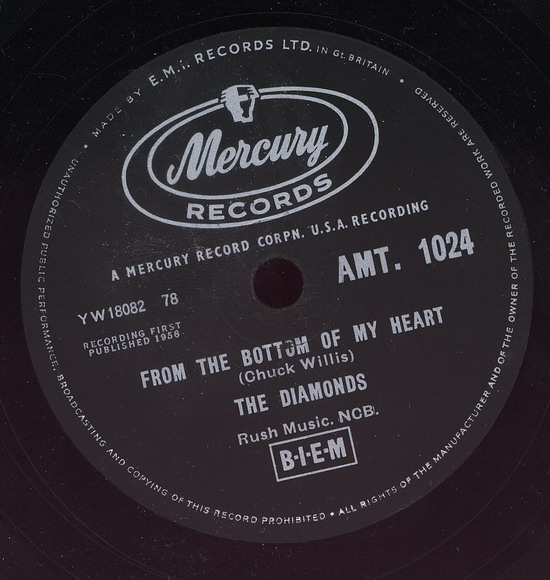 MADE BY E.M.I. RECORDS LTD. IN GT. BRITAIN •
Mercury
RECORDS
A MERCURY RECORD CORPN. U.S.A. RECORDING
AMT. 1024
YW18082 78
RECORDING FIRST
PUBLISHED 1958
FROM THE BOTTOM OF MY HEART
(Chuck Willis)
THE DIAMONDS
Rush Music. NCB.
B·I·E·M
• UNAUTHORIZED PUBLIC PERFORMANCE, BROADCASTING AND COPYING OF THIS RECORD PROHIBITED • ALL RIGHTS OF THE MANUFACTURER AND OF THE OWNER OF THE RECORDED WORK ARE RESERVED